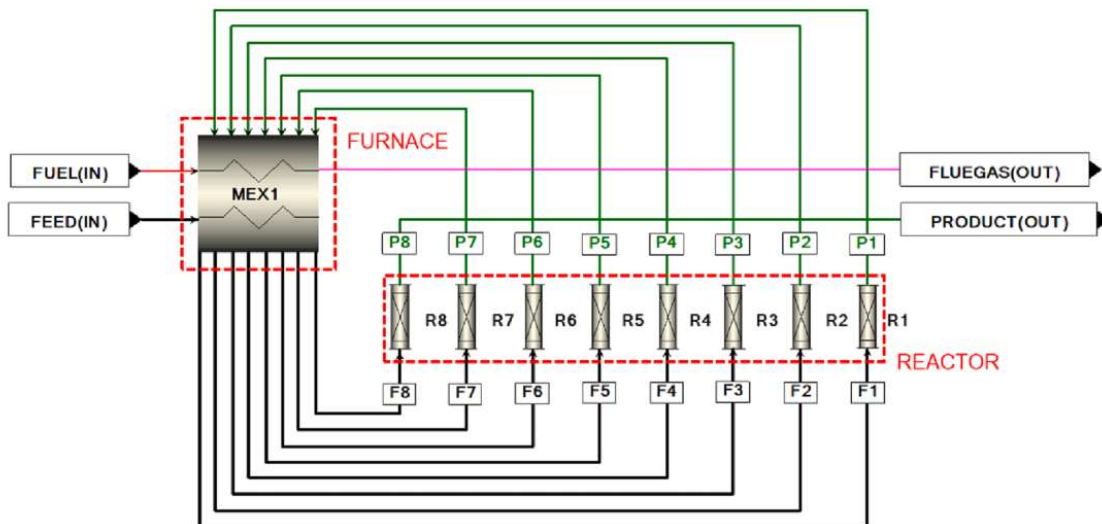 FURNACE
FUEL(IN)
FLUEGAS(OUT)
MEX1
FEED(IN)
PRODUCT(OUT)
P8 P7 P6 P5 P4 P3 P2 P1
R8 R7 R6 R5 R4 R3 R2 R1
REACTOR
F8 F7 F6 F5 F4 F3 F2 F1